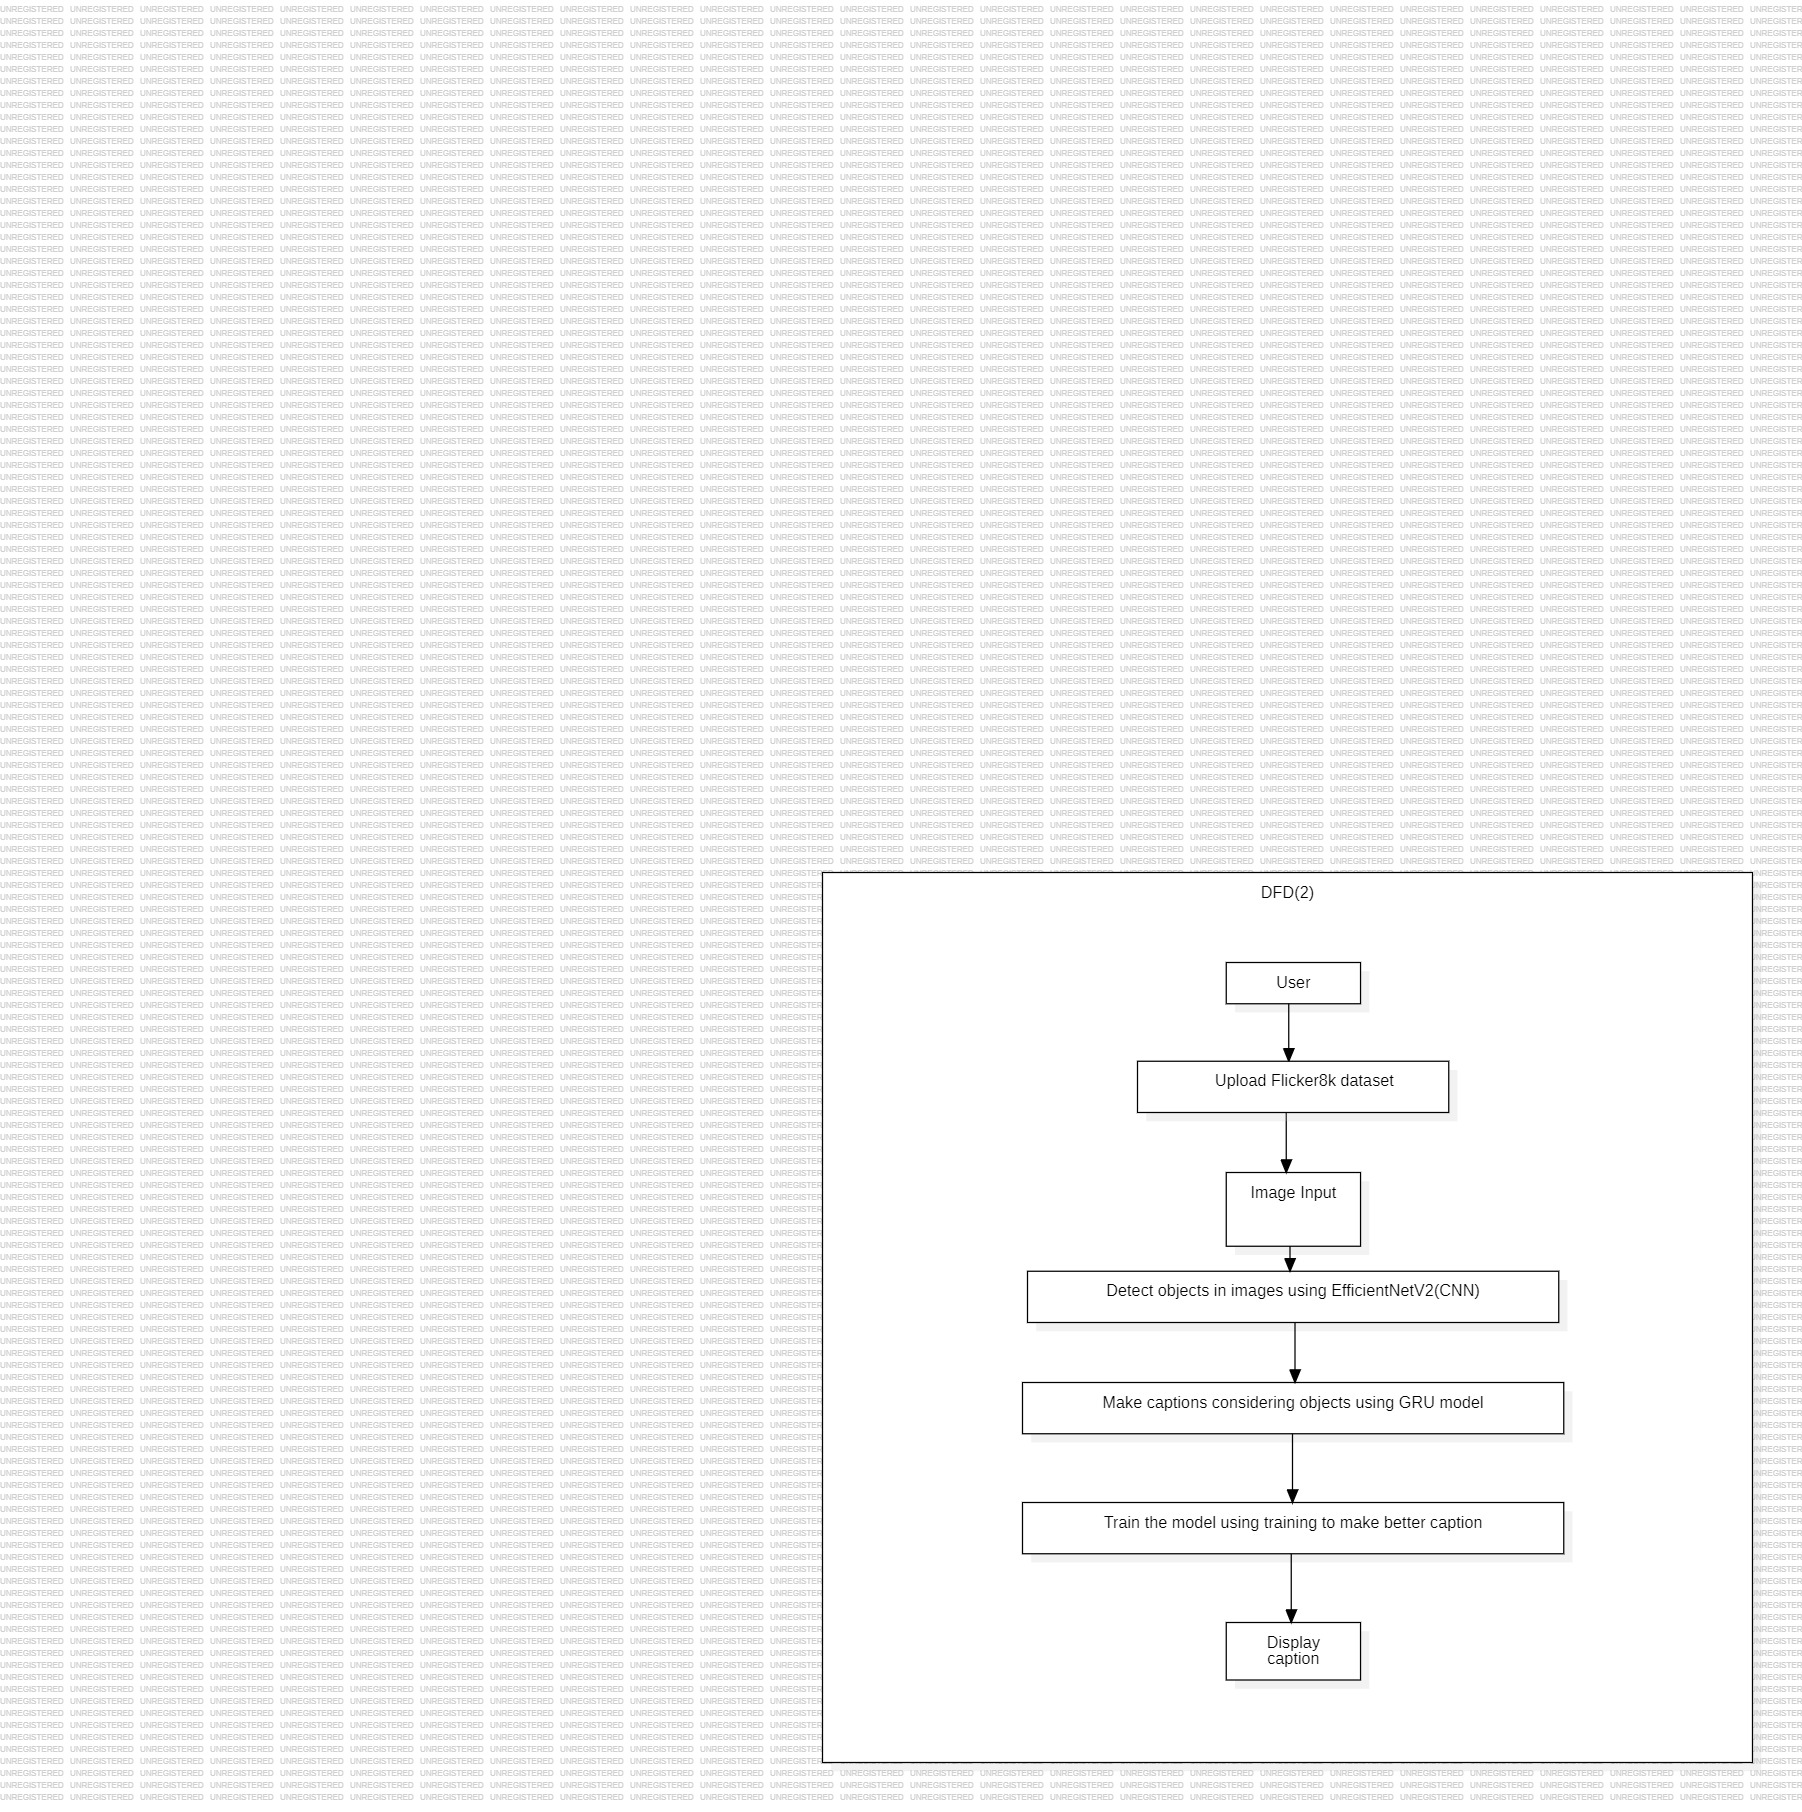 DFD(2)
User
Upload Flicker8k dataset
Image Input
Detect objects in images using EfficientNetV2(CNN)
Make captions considering objects using GRU model
Train the model using training to make better caption
Display
caption
UNREGISTERED